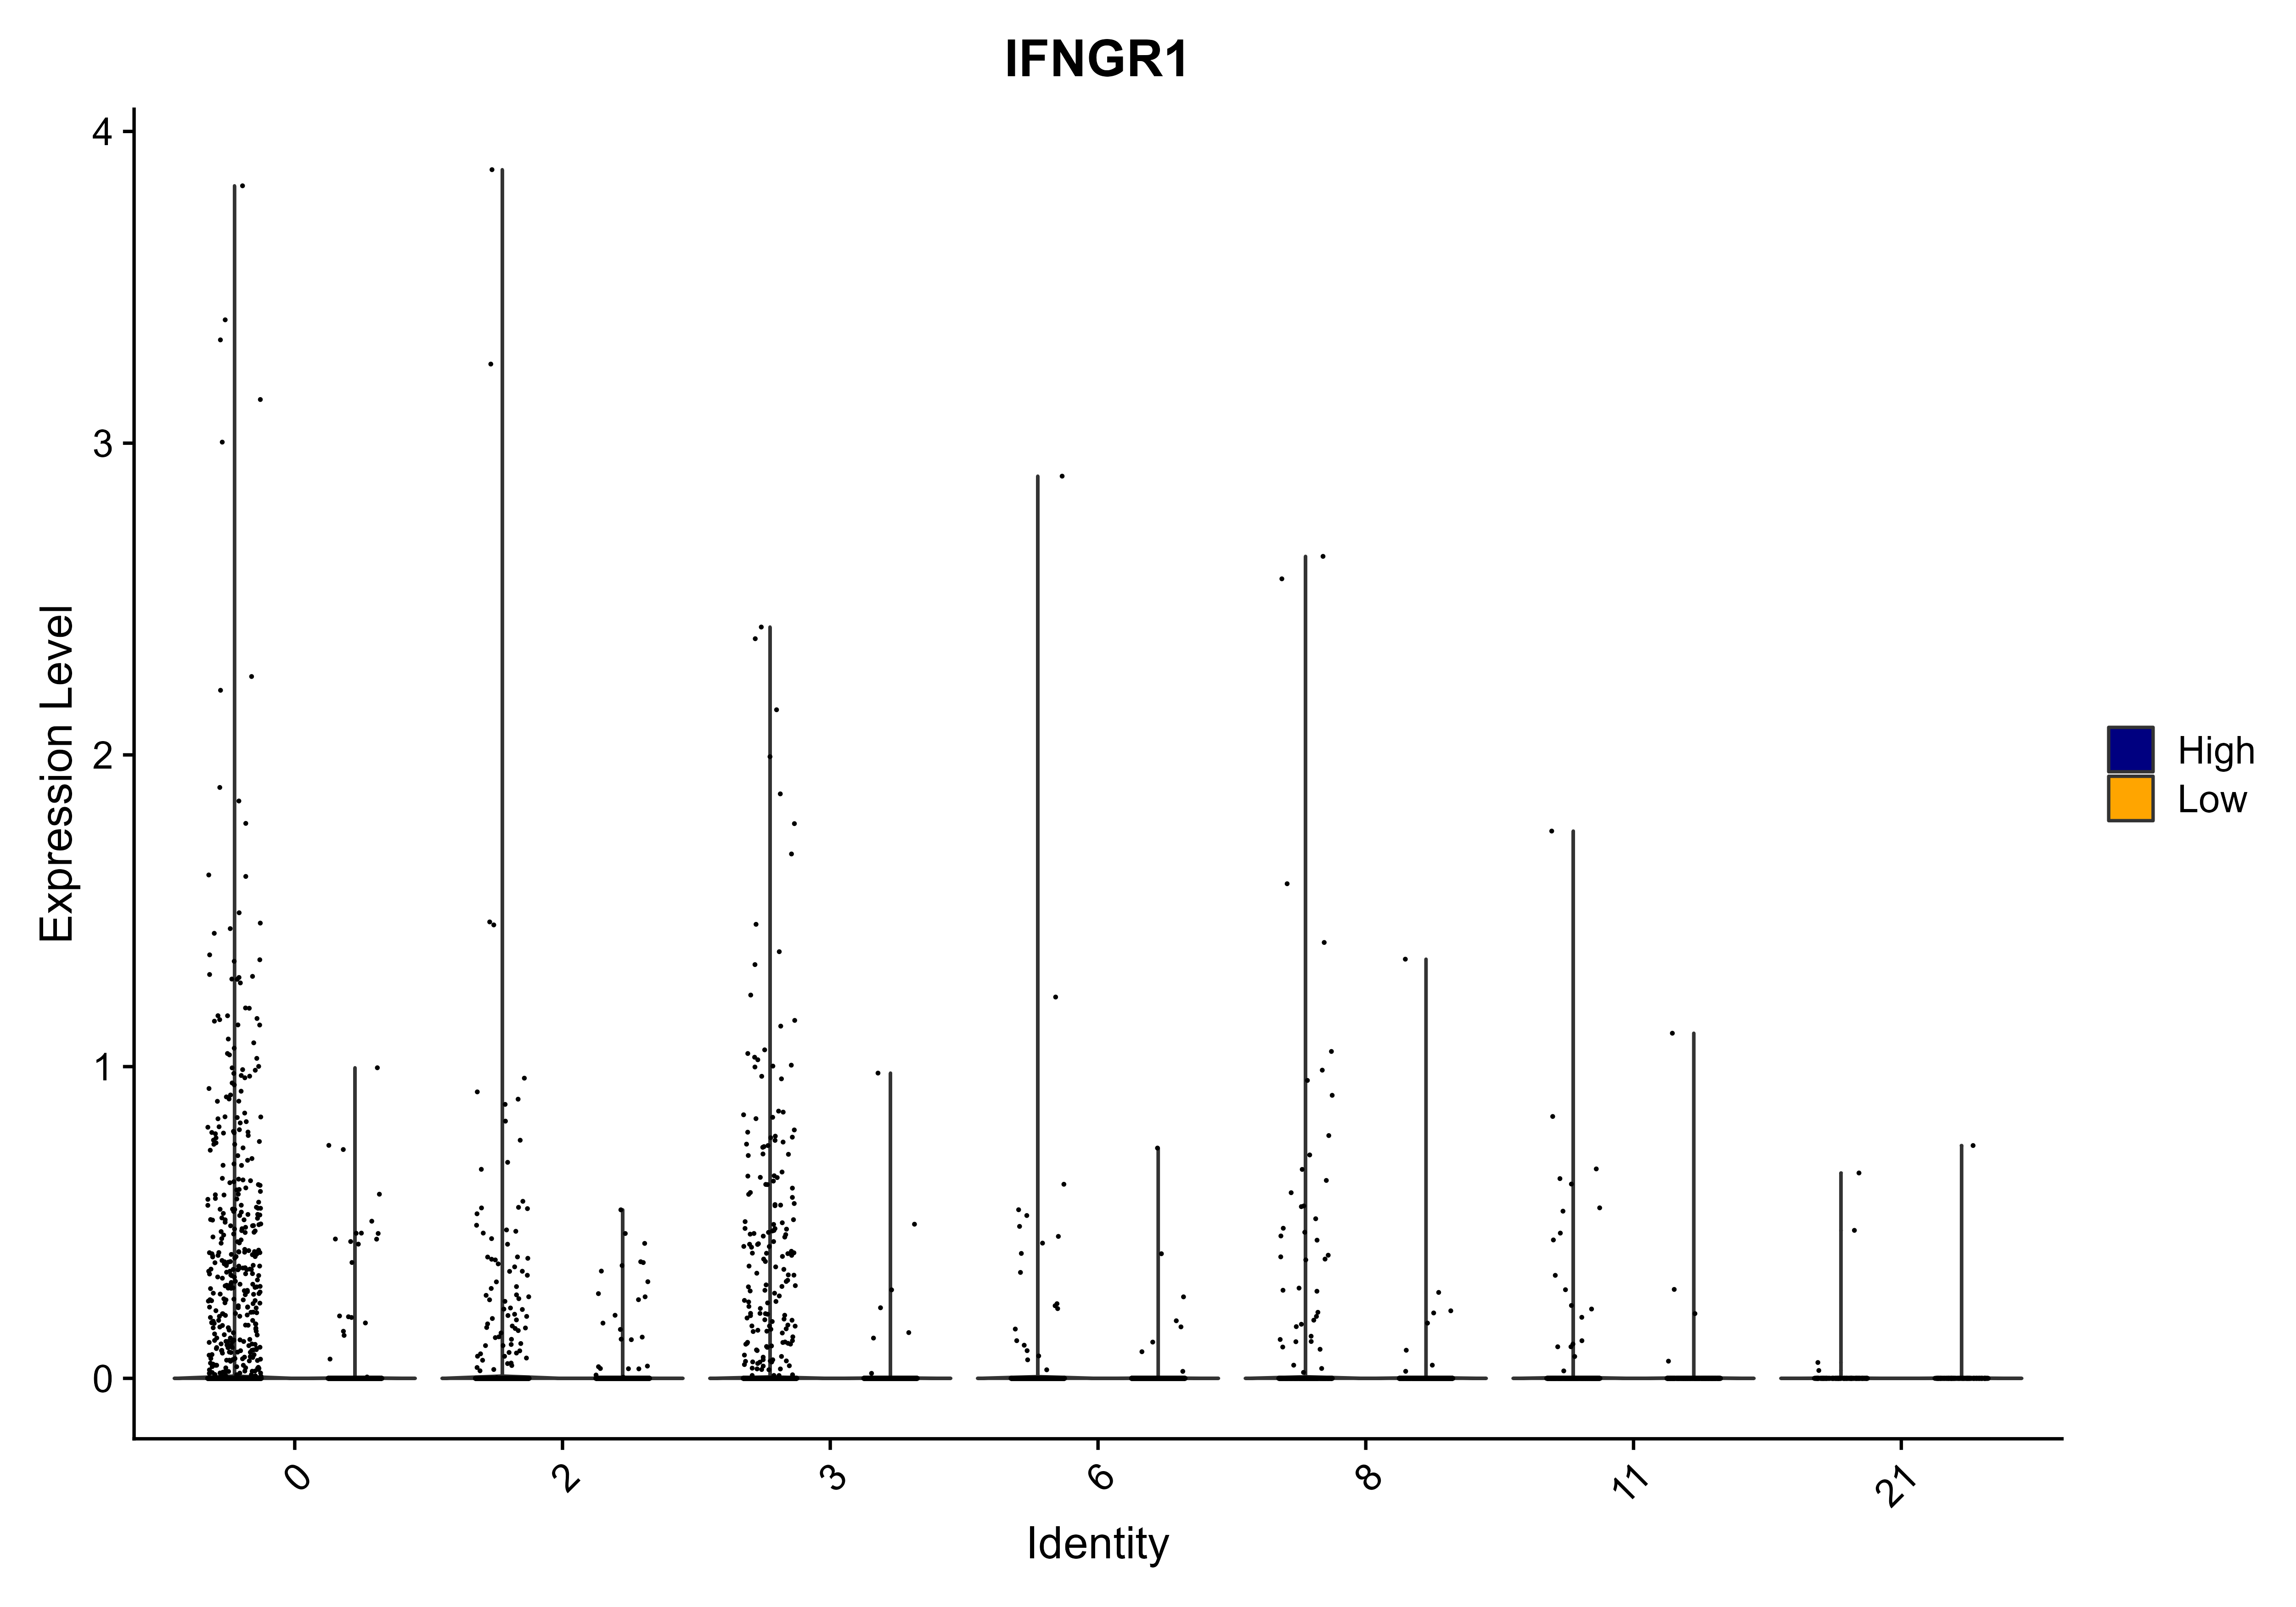 IFNGR1
4
3
2
1
0
Expression Level
High
Low
0 2 3 6 8 11 21
Identity